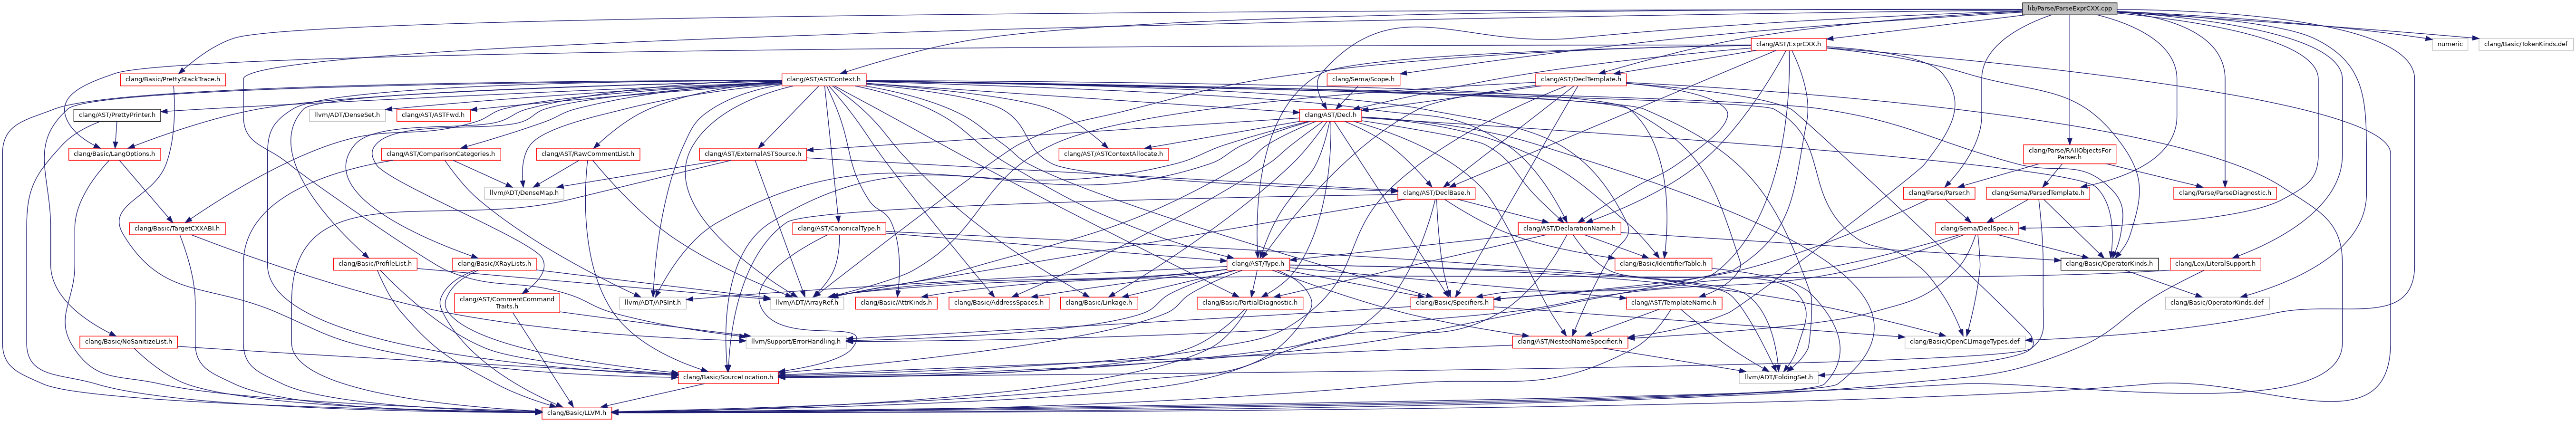 lib/Parse/ParseExprCXX.cpp
clang/AST/ExprCXX.h
numeric
clang/Basic/TokenKinds.def
clang/Basic/PrettyStackTrace.h
clang/AST/ASTContext.h
clang/Sema/Scope.h
clang/AST/DeclTemplate.h
clang/AST/PrettyPrinter.h
llvm/ADT/DenseSet.h
clang/AST/ASTFwd.h
clang/AST/Decl.h
clang/Basic/LangOptions.h
clang/AST/ComparisonCategories.h
clang/AST/RawCommentList.h
clang/AST/ExternalASTSource.h
clang/AST/ASTContextAllocate.h
clang/Parse/RAIIObjectsFor
Parser.h
llvm/ADT/DenseMap.h
clang/AST/DeclBase.h
clang/Parse/Parser.h
clang/Sema/ParsedTemplate.h
clang/Parse/ParseDiagnostic.h
clang/Basic/TargetCXXABI.h
clang/AST/CanonicalType.h
clang/AST/DeclarationName.h
clang/Sema/DeclSpec.h
clang/Basic/ProfileList.h
clang/Basic/XRayLists.h
clang/AST/Type.h
clang/Basic/IdentifierTable.h
clang/Basic/OperatorKinds.h
clang/Lex/LiteralSupport.h
clang/AST/CommentCommand
Traits.h
llvm/ADT/APSInt.h
llvm/ADT/ArrayRef.h
clang/Basic/AttrKinds.h
clang/Basic/AddressSpaces.h
clang/Basic/Linkage.h
clang/Basic/PartialDiagnostic.h
clang/Basic/Specifiers.h
clang/AST/TemplateName.h
clang/Basic/OperatorKinds.def
clang/Basic/NoSanitizeList.h
llvm/Support/ErrorHandling.h
clang/AST/NestedNameSpecifier.h
clang/Basic/OpenCLImageTypes.def
clang/Basic/SourceLocation.h
llvm/ADT/FoldingSet.h
clang/Basic/LLVM.h